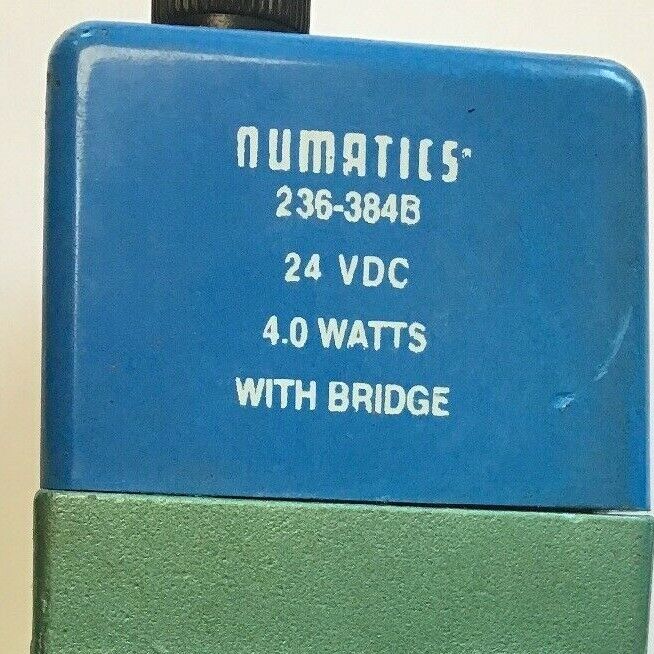 numatics
236-384B
24 VDC
4.0 WATTS
WITH BRIDGE